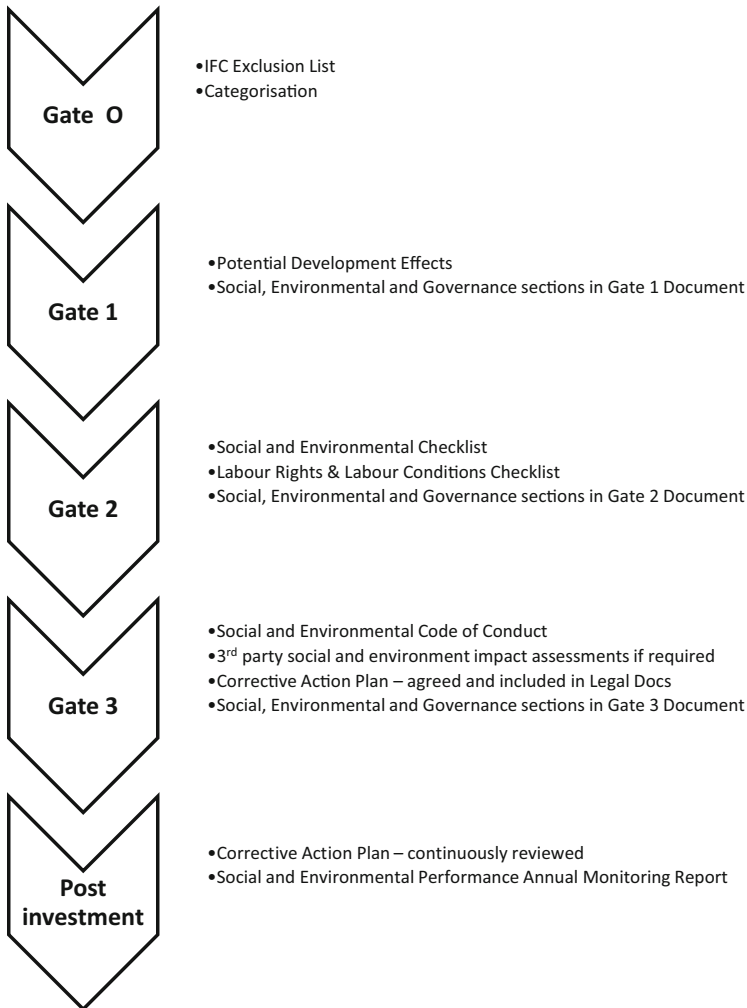 Gate O
•IFC Exclusion List
•Categorisation
Gate 1
•Potential Development Effects
•Social, Environmental and Governance sections in Gate 1 Document
Gate 2
•Social and Environmental Checklist
•Labour Rights & Labour Conditions Checklist
•Social, Environmental and Governance sections in Gate 2 Document
Gate 3
•Social and Environmental Code of Conduct
•3rd party social and environment impact assessments if required
•Corrective Action Plan – agreed and included in Legal Docs
•Social, Environmental and Governance sections in Gate 3 Document
Post
investment
•Corrective Action Plan – continuously reviewed
•Social and Environmental Performance Annual Monitoring Report